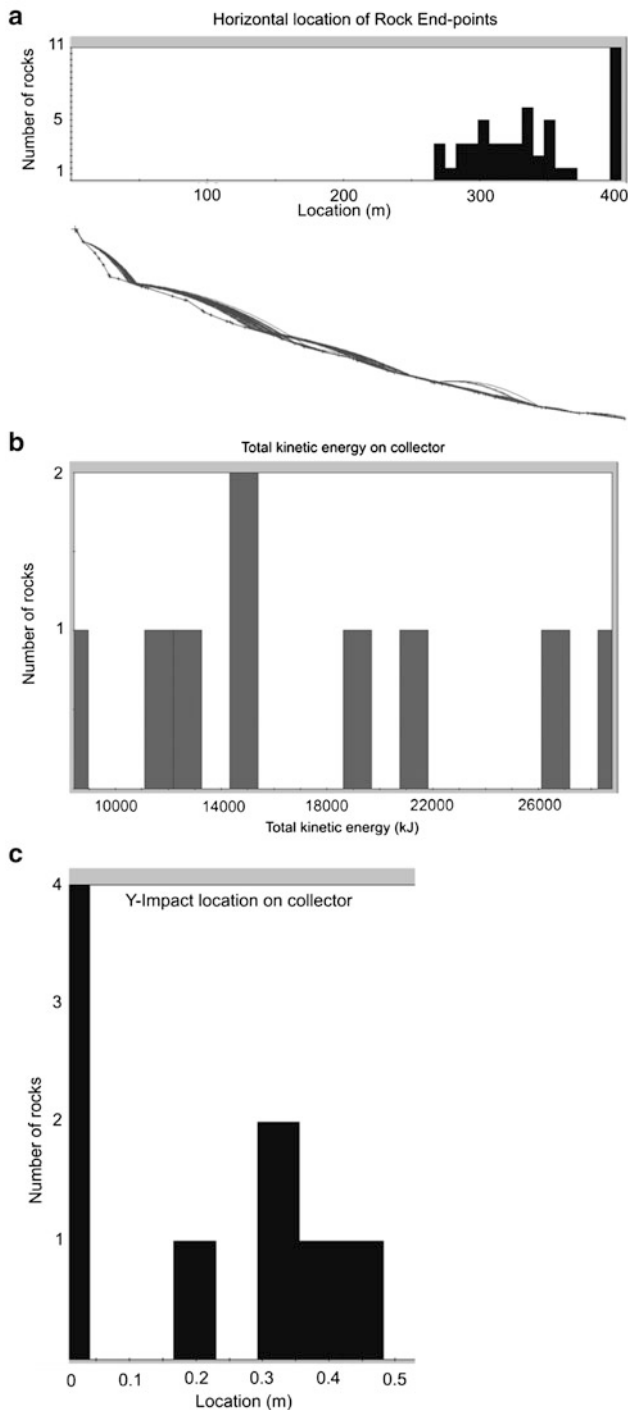 a
Horizontal location of Rock End-points
Number of rocks
11
5
1
100
200
300
400
Location (m)
b
Total kinetic energy on collector
Number of rocks
2
1
10000
14000
18000
22000
26000
Total kinetic energy (kJ)
c
Y-Impact location on collector
Number of rocks
4
3
2
1
0
0.1
0.2
0.3
0.4
0.5
Location (m)